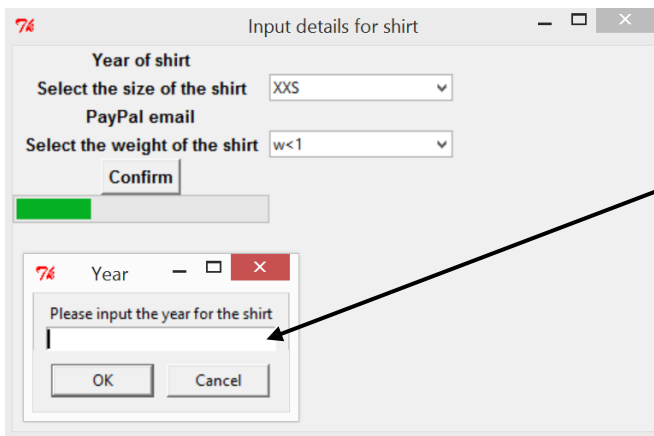 Input details for shirt
Year of shirt
Select the size of the shirt XXS
PayPal email
Select the weight of the shirt w<1
Confirm
Year
Please input the year for the shirt
OK Cancel